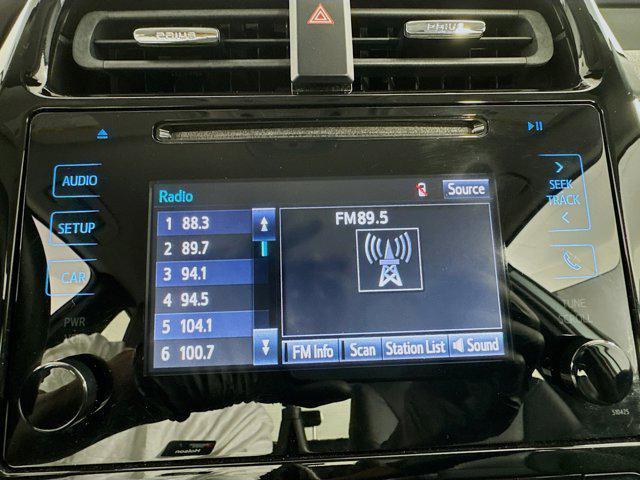 PRIUS
PRIUS
AUDIO
SETUP
CAR
PWR
Radio
Source
1 88.3
2 89.7
3 94.1
4 94.5
5 104.1
6 100.7
FM89.5
FM Info
Scan
Station List
Sound
SEEK
TRACK
TUNE
SCROLL
510425